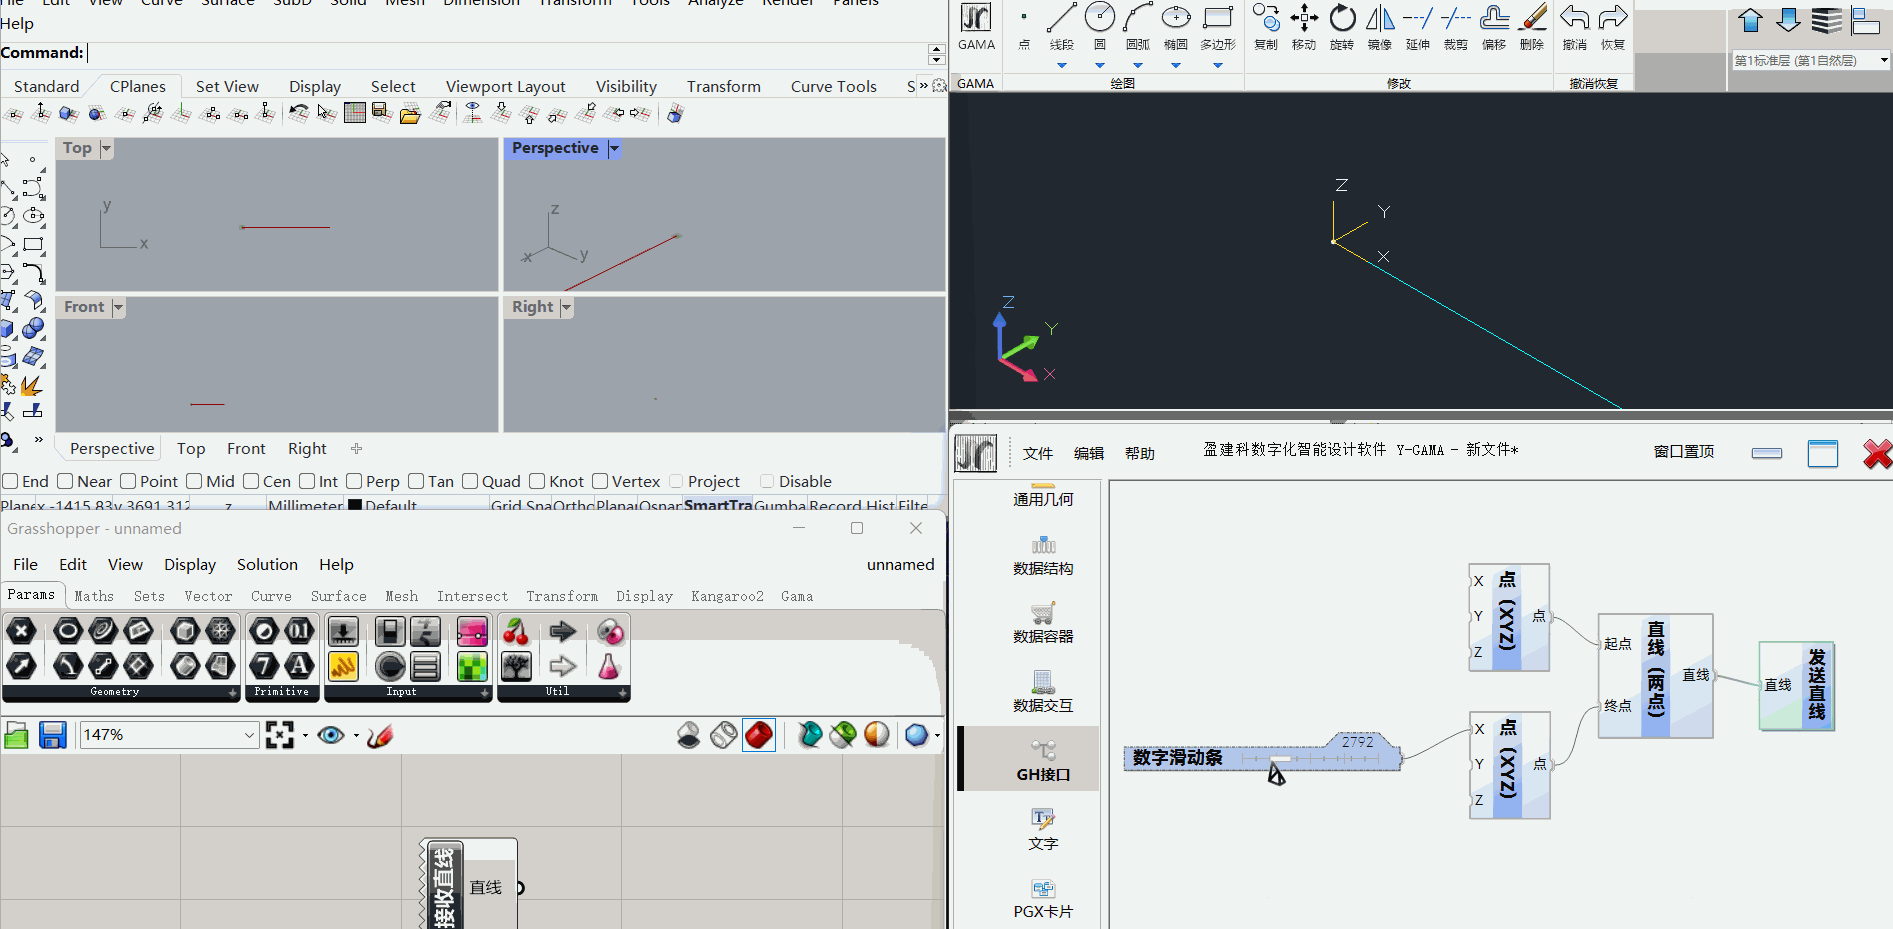 File Edit View Curve Surface SubD Solid Mesh Dimension Transform Tools Analyze Render Panels
Help
Command:
Standard CPlanes Set View Display Select Viewport Layout Visibility Transform Curve Tools S »
Top
y
x
Perspective
z
x
y
Front
Right
»
Perspective Top Front Right
End Near Point Mid Cen Int Perp Tan Quad Knot Vertex Project Disable
Plane x -1415.83 y 3691.312 z Millimeter Default Grid Sna Ortho Planar Osnar SmartTra Gumba Record Hist Filte
Grasshopper - unnamed
File Edit View Display Solution Help unnamed
Params Maths Sets Vector Curve Surface Mesh Intersect Transform Display Kangaroo2 Gama
Geometry Primitive Input Util
147%
接收直线
直线
GAMA 点 线段 圆 圆弧 椭圆 多边形 复制 移动 旋转 镜像 延伸 裁剪 偏移 删除 撤消 恢复
GAMA 绘图 修改 撤消恢复
第1标准层 (第1自然层)
Z
Y
X
Z
Y
X
文件 编辑 帮助 盈建科数字化智能设计软件 Y-GAMA - 新文件* 窗口置顶
通用几何
数据结构
数据容器
数据交互
GH接口
文字
PGX卡片
数字滑动条
2792
X
Y
Z
点 (XYZ)
点
X
Y
Z
点 (XYZ)
点
起点
终点
直线 (两点)
直线
直线
发送直线